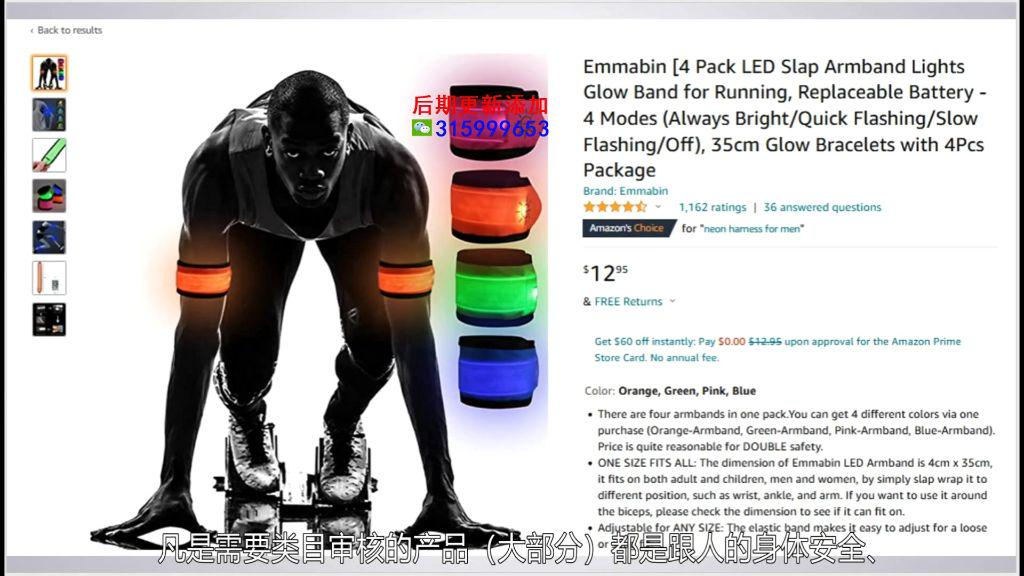 ‹ Back to results
Emmabin [4 Pack LED Slap Armband Lights
Glow Band for Running, Replaceable Battery -
4 Modes (Always Bright/Quick Flashing/Slow
Flashing/Off), 35cm Glow Bracelets with 4Pcs
Package
Brand: Emmabin
1,162 ratings | 36 answered questions
Amazon's Choice for "neon harness for men"
$12⁹⁵
& FREE Returns
Get $60 off instantly: Pay $0.00 $12.95 upon approval for the Amazon Prime
Store Card. No annual fee.
Color: Orange, Green, Pink, Blue
• There are four armbands in one pack.You can get 4 different colors via one
purchase (Orange-Armband, Green-Armband, Pink-Armband, Blue-Armband).
Price is quite reasonable for DOUBLE safety.
• ONE SIZE FITS ALL: The dimension of Emmabin LED Armband is 4cm x 35cm,
it fits on both adult and children, men and women, by simply slap wrap it to
different position, such as wrist, ankle, and arm. If you want to use it around
the biceps, please check the dimension to see if it can fit on.
• Adjustable for ANY SIZE: The elastic band makes it easy to adjust for a loose
or
后期更新添加
315999653
凡是需要类目审核的产品（大部分）都是跟人的身体安全、